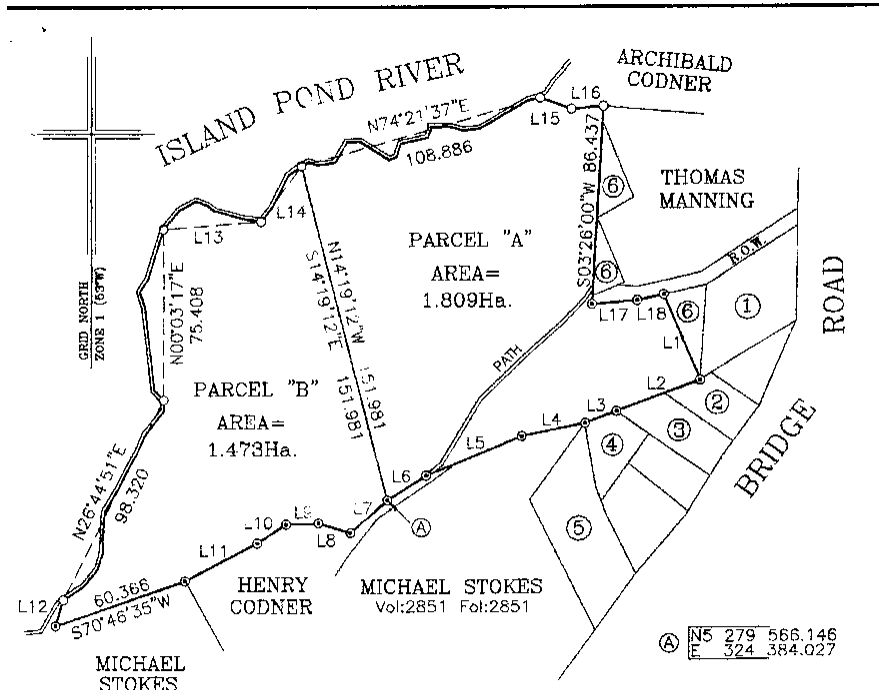 ARCHIBALD
CODNER
ISLAND POND RIVER
N74°21'37"E
108.886
L16
L15
S03°26'00"W 86.437
6
THOMAS
MANNING
L14
L13
PARCEL "A"
AREA=
1.809Ha.
R.O.W
6
GRID NORTH
ZONE 1 (53°W)
N00°03'17"E
75.408
N14°19'12"W 151.981
S14°19'12"E 151.981
L17
L18
6
1
ROAD
L1
PATH
PARCEL "B"
AREA=
1.473Ha.
L2
2
L3
3
L4
4
L5
BRIDGE
N26°44'51"E
98.320
L6
L7
L9
L8
L10
A
5
L11
L12
60.366
S70°46'35"W
HENRY
CODNER
MICHAEL STOKES
Vol:2851 Fol:2851
MICHAEL
STOKES
A
N5 279 566.146
E 324 384.027